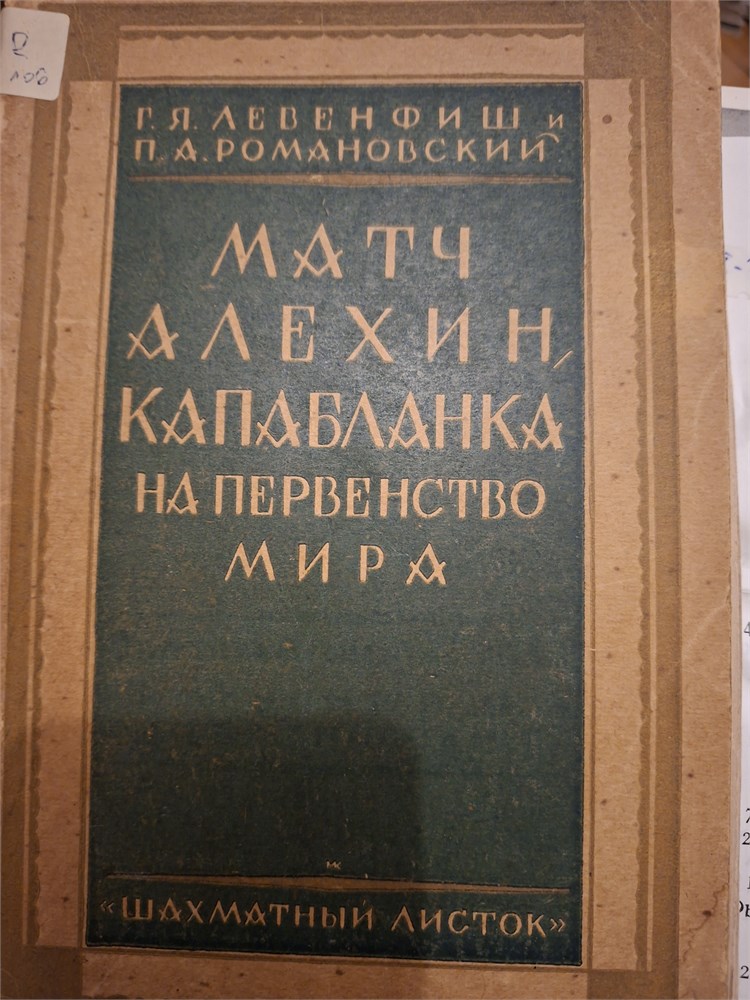 Г. Я. ЛЕВЕНФИШ и
П. А. РОМАНОВСКИЙ
МАТЧ
АЛЕХИН,
КАПАБЛАНКА
НА ПЕРВЕНСТВО
МИРА
«ШАХМАТНЫЙ ЛИСТОК»